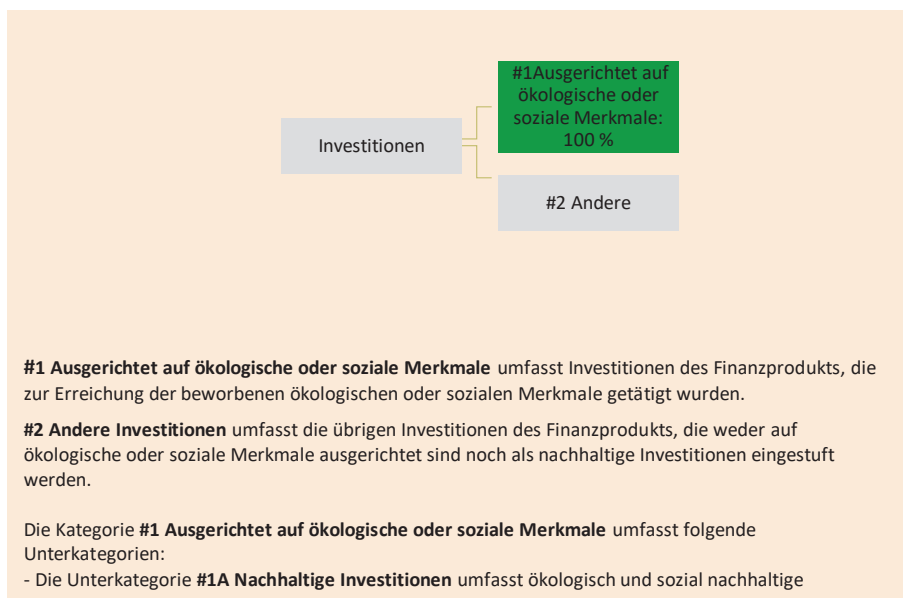 #1Ausgerichtet auf
ökologische oder
soziale Merkmale:
100 %
Investitionen
#2 Andere
#1 Ausgerichtet auf ökologische oder soziale Merkmale umfasst Investitionen des Finanzprodukts, die
zur Erreichung der beworbenen ökologischen oder sozialen Merkmale getätigt wurden.
#2 Andere Investitionen umfasst die übrigen Investitionen des Finanzprodukts, die weder auf
ökologische oder soziale Merkmale ausgerichtet sind noch als nachhaltige Investitionen eingestuft
werden.
Die Kategorie #1 Ausgerichtet auf ökologische oder soziale Merkmale umfasst folgende
Unterkategorien:
- Die Unterkategorie #1A Nachhaltige Investitionen umfasst ökologisch und sozial nachhaltige